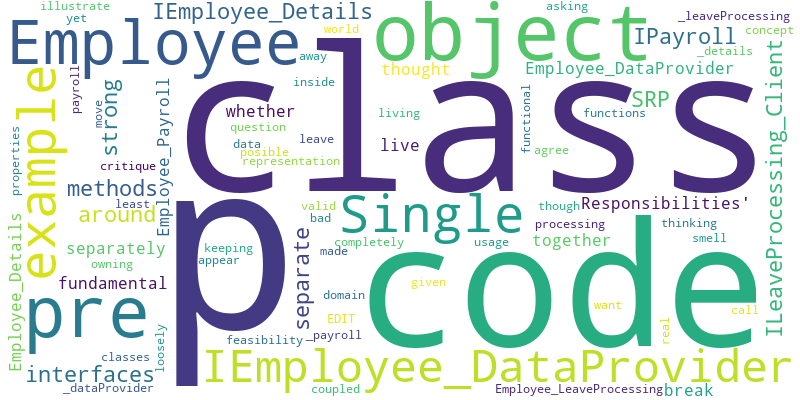 illustrate
IEmployee_Details
asking
_leaveProcessing
yet
Employee
world
object
IPayroll
concept
away
_details
thought
Employee_DataProvider
example
payroll
move
strong
Employee_Payroll
class
inside
ILeaveProcessing_Client
whether
living
SRP
functional
functions
question
leave
live
data
agree
posible
properties
critique
representation
methods
p
least
valid
Single
though
Responsibilities'
around
bad
Employee_Details
separately
keeping
separate
made
completely
usage
processing
together
thinking
smell
code
appear
owning
fundamental
domain
given
want
real
call
pre
EDIT
_payroll
feasibility
classes
loosely
interfaces
IEmployee_DataProvider
_dataProvider
coupled
Employee_LeaveProcessing
break